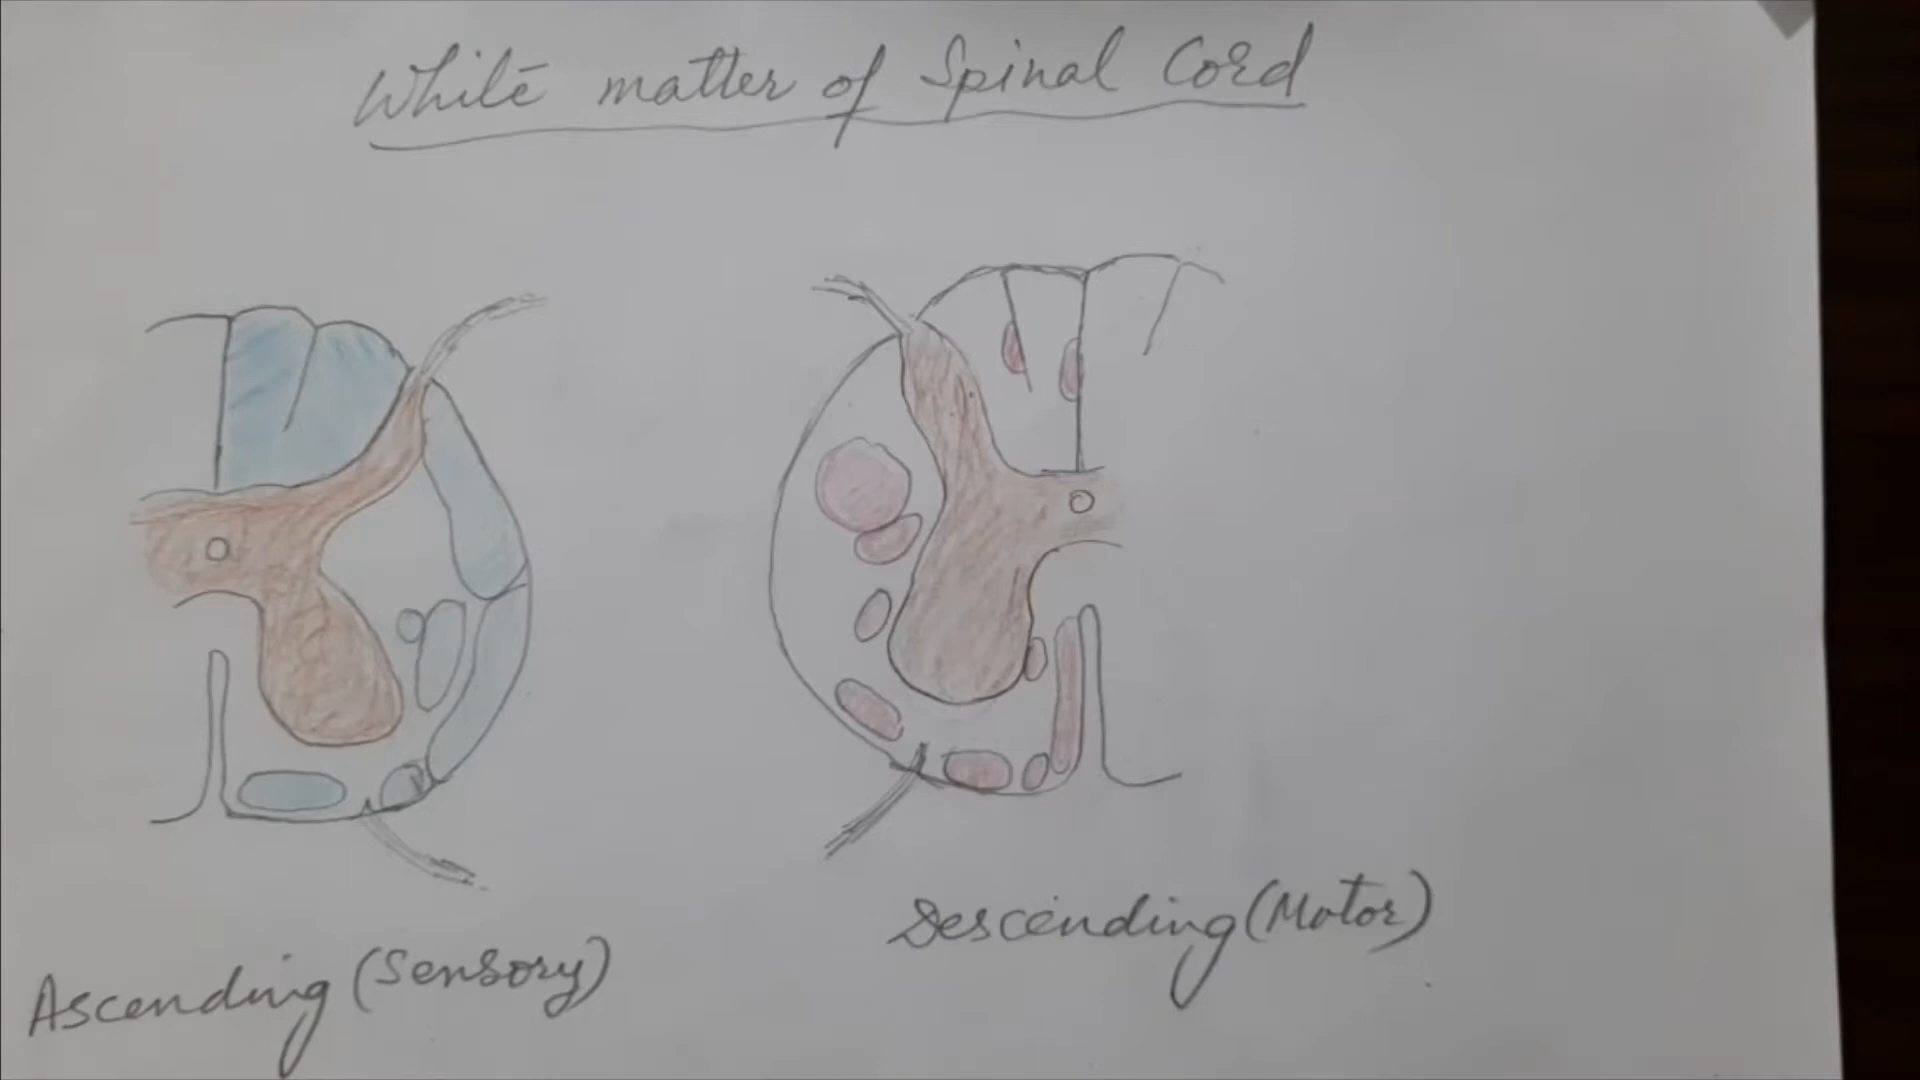 White matter of Spinal Cord
Ascending (Sensory)
Descending (Motor)